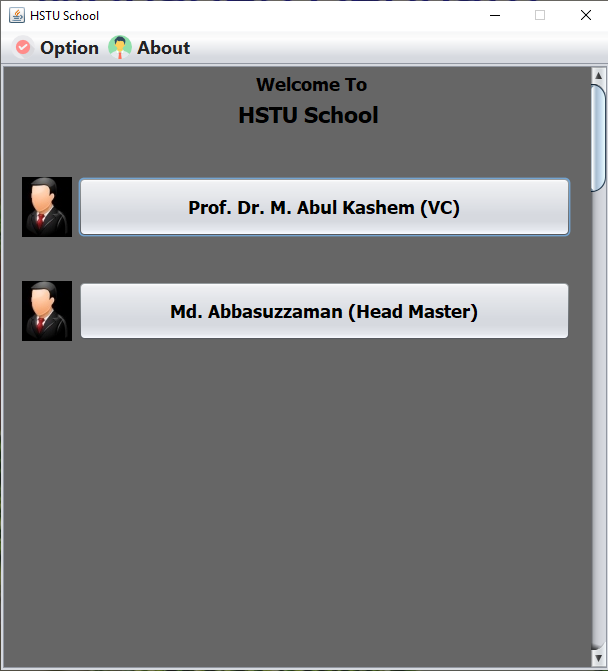 HSTU School
Option About
Welcome To
HSTU School
Prof. Dr. M. Abul Kashem (VC)
Md. Abbasuzzaman (Head Master)